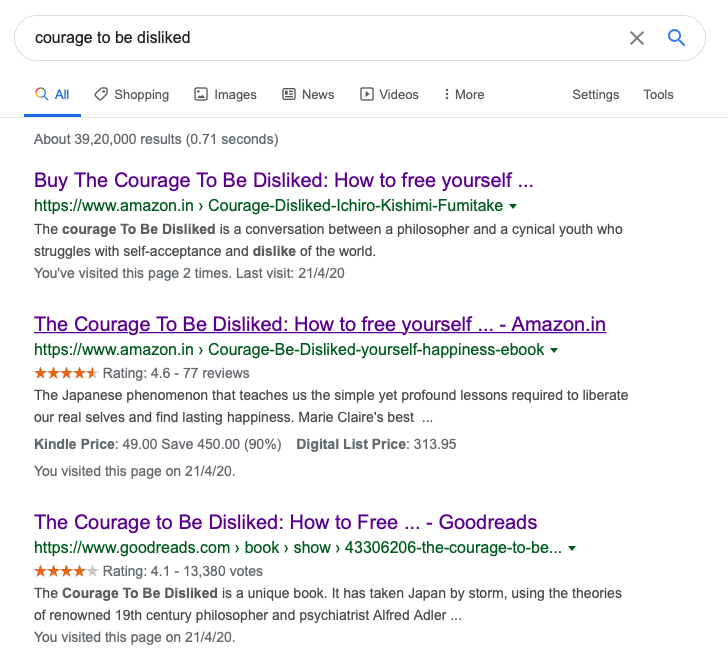 courage to be disliked
All Shopping Images News Videos More Settings Tools
About 39,20,000 results (0.71 seconds)
Buy The Courage To Be Disliked: How to free yourself ...
https://www.amazon.in › Courage-Disliked-Ichiro-Kishimi-Fumitake
The courage To Be Disliked is a conversation between a philosopher and a cynical youth who
struggles with self-acceptance and dislike of the world.
You've visited this page 2 times. Last visit: 21/4/20
The Courage To Be Disliked: How to free yourself ... - Amazon.in
https://www.amazon.in › Courage-Be-Disliked-yourself-happiness-ebook
Rating: 4.6 - 77 reviews
The Japanese phenomenon that teaches us the simple yet profound lessons required to liberate
our real selves and find lasting happiness. Marie Claire's best ...
Kindle Price: 49.00 Save 450.00 (90%) Digital List Price: 313.95
You visited this page on 21/4/20.
The Courage to Be Disliked: How to Free ... - Goodreads
https://www.goodreads.com › book › show › 43306206-the-courage-to-be...
Rating: 4.1 - 13,380 votes
The Courage To Be Disliked is a unique book. It has taken Japan by storm, using the theories
of renowned 19th century philosopher and psychiatrist Alfred Adler ...
You visited this page on 21/4/20.